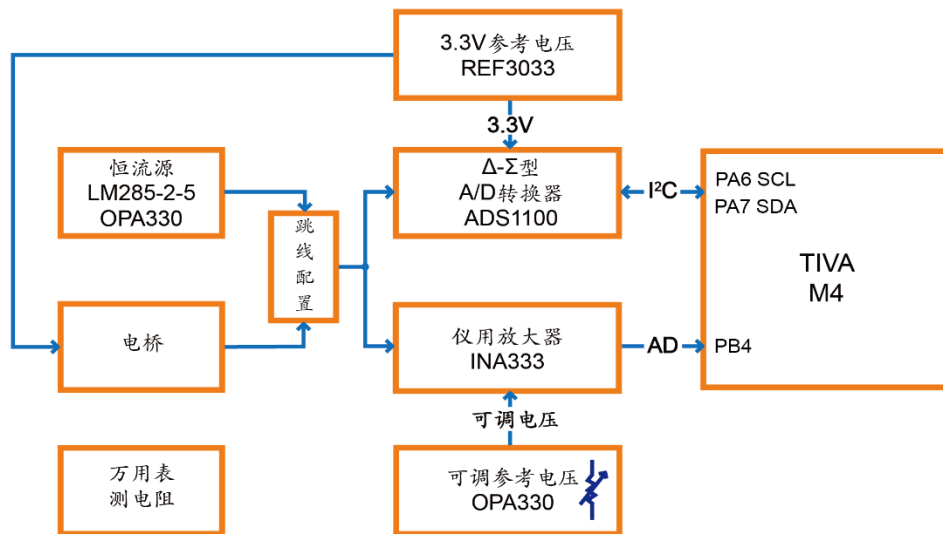 3.3V参考电压
REF3033
3.3V
恒流源
LM285-2-5
OPA330
跳
线
配
置
Δ-Σ型
A/D转换器
ADS1100
I²C
PA6 SCL
PA7 SDA
TIVA
M4
电桥
仪用放大器
INA333
AD
PB4
可调电压
万用表
测电阻
可调参考电压
OPA330